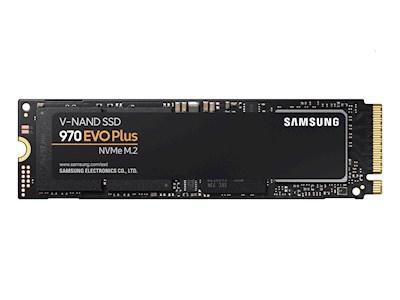 V-NAND SSD
970 EVO Plus
NVMe M.2
SAMSUNG
www.samsung.com/ssd
SAMSUNG ELECTRONICS CO., LTD.